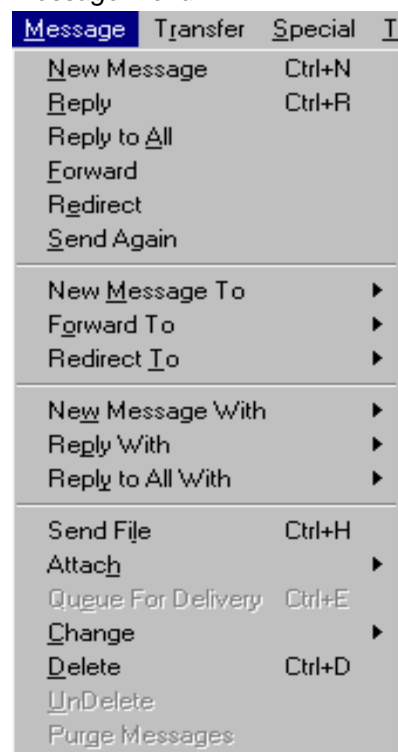 Message Transfer Special T
New Message Ctrl+N
Reply Ctrl+R
Reply to All
Forward
Redirect
Send Again
New Message To
Forward To
Redirect To
New Message With
Reply With
Reply to All With
Send File Ctrl+H
Attach
Queue For Delivery Ctrl+E
Change
Delete Ctrl+D
UnDelete
Purge Messages